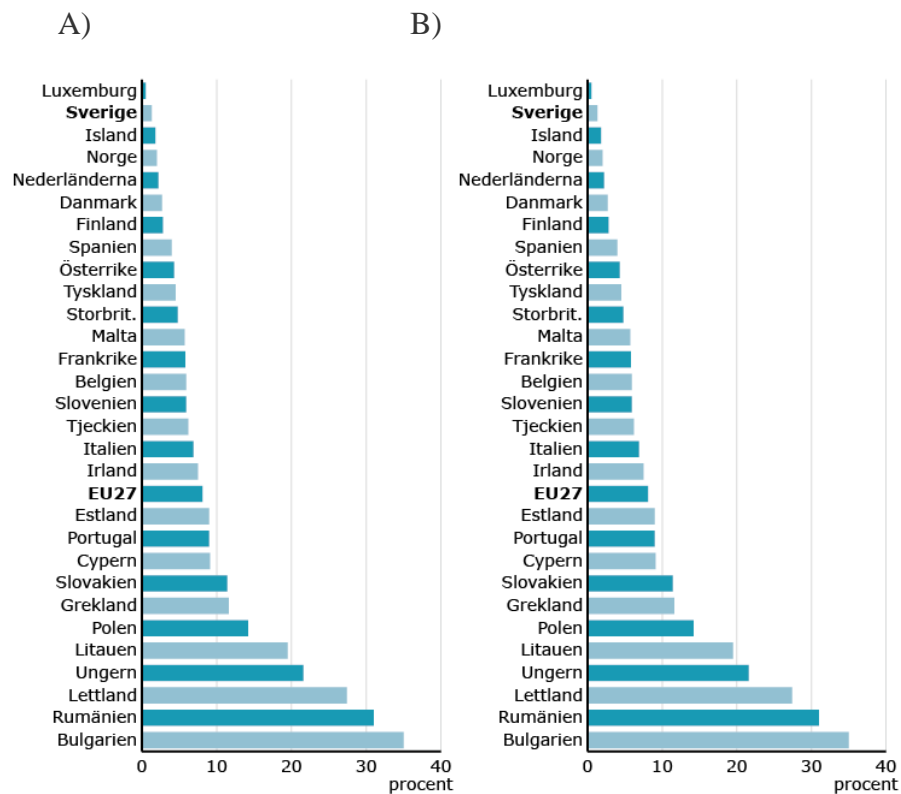 A)
B)
Luxemburg
Sverige
Island
Norge
Nederländerna
Danmark
Finland
Spanien
Österrike
Tyskland
Storbrit.
Malta
Frankrike
Belgien
Slovenien
Tjeckien
Italien
Irland
EU27
Estland
Portugal
Cypern
Slovakien
Grekland
Polen
Litauen
Ungern
Lettland
Rumänien
Bulgarien
0 10 20 30 40
procent
Luxemburg
Sverige
Island
Norge
Nederländerna
Danmark
Finland
Spanien
Österrike
Tyskland
Storbrit.
Malta
Frankrike
Belgien
Slovenien
Tjeckien
Italien
Irland
EU27
Estland
Portugal
Cypern
Slovakien
Grekland
Polen
Litauen
Ungern
Lettland
Rumänien
Bulgarien
0 10 20 30 40
procent